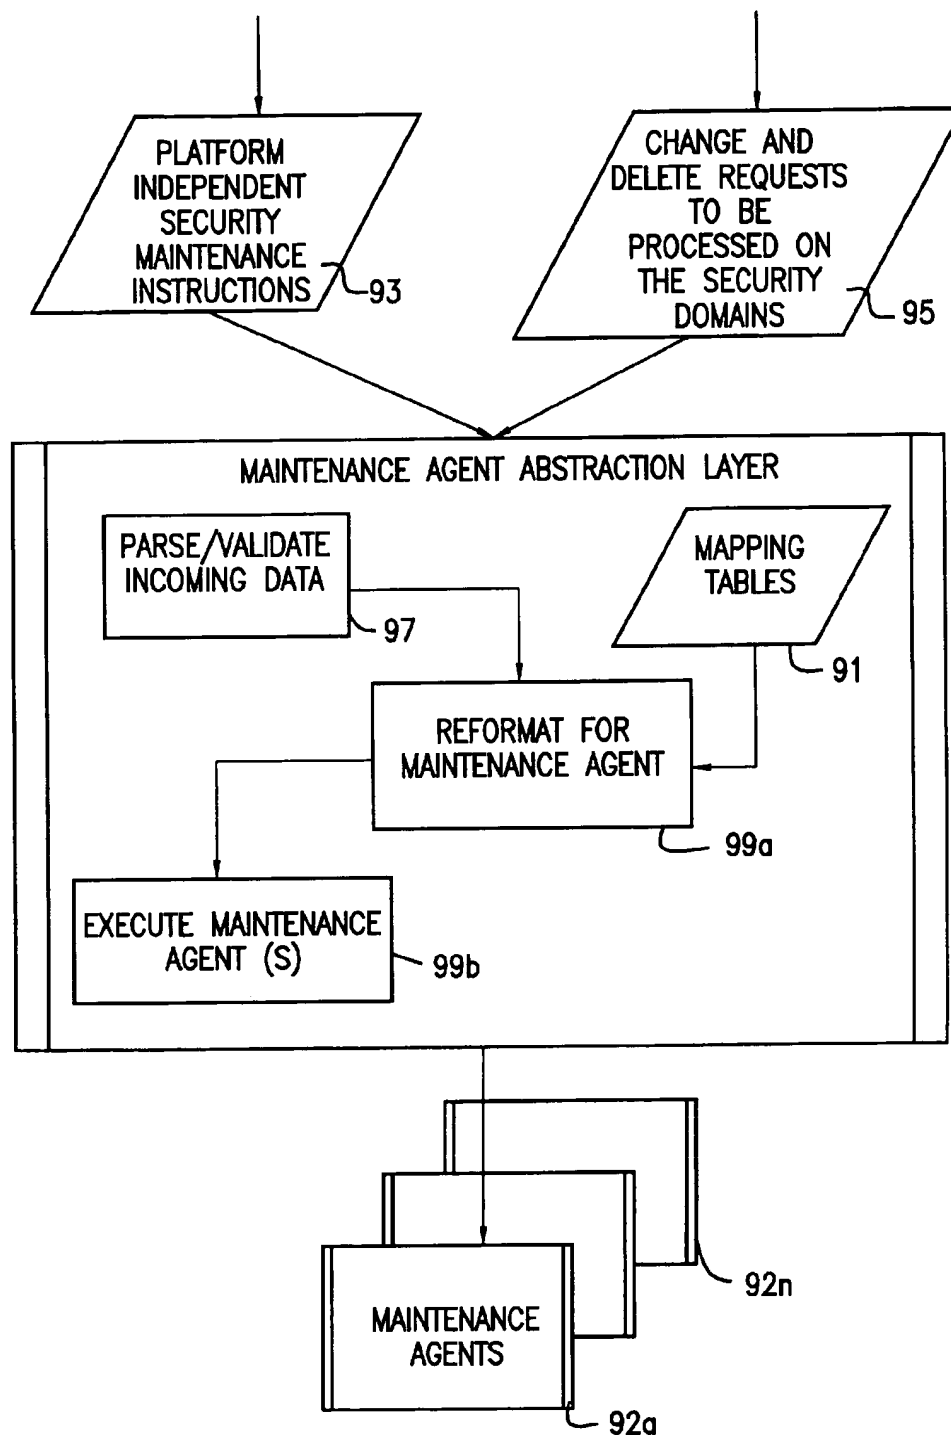 PLATFORM
INDEPENDENT
SECURITY
MAINTENANCE
INSTRUCTIONS
93
CHANGE AND
DELETE REQUESTS
TO BE
PROCESSED ON
THE SECURITY
DOMAINS
95
MAINTENANCE AGENT ABSTRACTION LAYER
PARSE/VALIDATE
INCOMING DATA
97
MAPPING
TABLES
91
REFORMAT FOR
MAINTENANCE AGENT
99a
EXECUTE MAINTENANCE
AGENT (S)
99b
92n
MAINTENANCE
AGENTS
92a